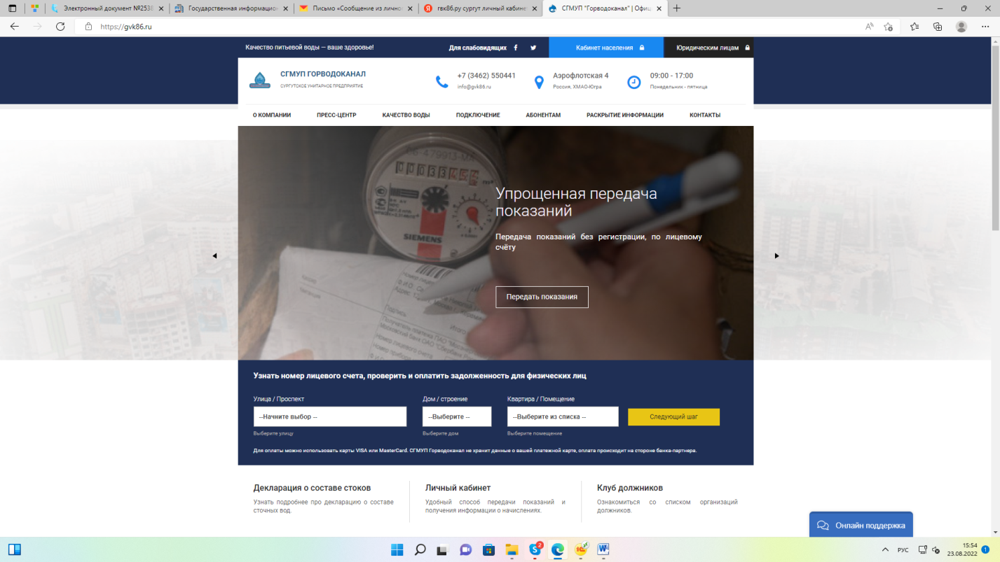 Электронный документ №2538
Государственная информацион
Письмо «Сообщение из лично
гвк86.ру сургут личный кабине
СГМУП "Горводоканал" | Офиц
https://gvk86.ru
Качество питьевой воды — ваше здоровье!
Для слабовидящих
Кабинет населения
Юридическим лицам
СГМУП ГОРВОДОКАНАЛ
СУРГУТСКОЕ УНИТАРНОЕ ПРЕДПРИЯТИЕ
+7 (3462) 550441
info@gvk86.ru
Аэрофлотская 4
Россия, ХМАО-Югра
09:00 - 17:00
Понедельник - пятница
О КОМПАНИИ
ПРЕСС-ЦЕНТР
КАЧЕСТВО ВОДЫ
ПОДКЛЮЧЕНИЕ
АБОНЕНТАМ
РАСКРЫТИЕ ИНФОРМАЦИИ
КОНТАКТЫ
SIEMENS
Упрощенная передача
показаний
Передача показаний без регистрации, по лицевому
счёту
Передать показания
Узнать номер лицевого счета, проверить и оплатить задолженность для физических лиц
Улица / Проспект
Дом / строение
Квартира / Помещение
--Начните выбор --
--Выберите --
--Выберите из списка --
Следующий шаг
Выберите улицу
Выберите дом
Выберите помещение
Для оплаты можно использовать карты VISA или MasterCard. СГМУП Горводоканал не хранит данные о вашей платежной карте, оплата происходит на стороне банка-партнера.
Декларация о составе стоков
Узнать подробнее про декларацию о составе
сточных вод.
Личный кабинет
Удобный способ передачи показаний и
получения информации о начислениях.
Клуб должников
Ознакомиться со списком организаций
должников.
Онлайн поддержка
2
РУС
15:54
23.08.2022
1